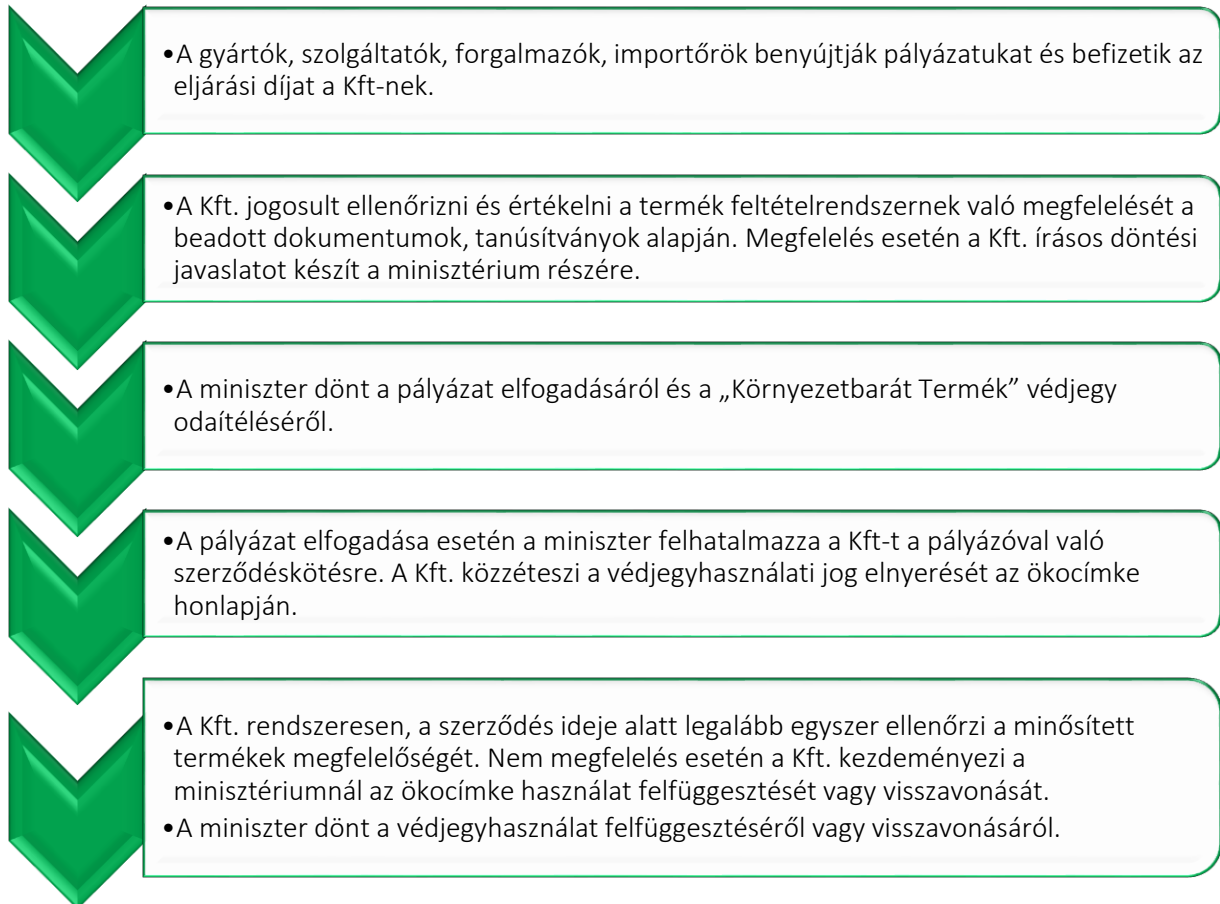 •A gyártók, szolgáltatók, forgalmazók, importőrök benyújtják pályázatukat és befizetik az
eljárási díjat a Kft-nek.
•A Kft. jogosult ellenőrizni és értékelni a termék feltételrendszernek való megfelelését a
beadott dokumentumok, tanúsítványok alapján. Megfelelés esetén a Kft. írásos döntési
javaslatot készít a minisztérium részére.
•A miniszter dönt a pályázat elfogadásáról és a „Környezetbarát Termék” védjegy
odaítéléséről.
•A pályázat elfogadása esetén a miniszter felhatalmazza a Kft-t a pályázóval való
szerződéskötésre. A Kft. közzéteszi a védjegyhasználati jog elnyerését az ökocímke
honlapján.
•A Kft. rendszeresen, a szerződés ideje alatt legalább egyszer ellenőrzi a minősített
termékek megfelelőségét. Nem megfelelés esetén a Kft. kezdeményezi a
minisztériumnál az ökocímke használat felfüggesztését vagy visszavonását.
•A miniszter dönt a védjegyhasználat felfüggesztéséről vagy visszavonásáról.